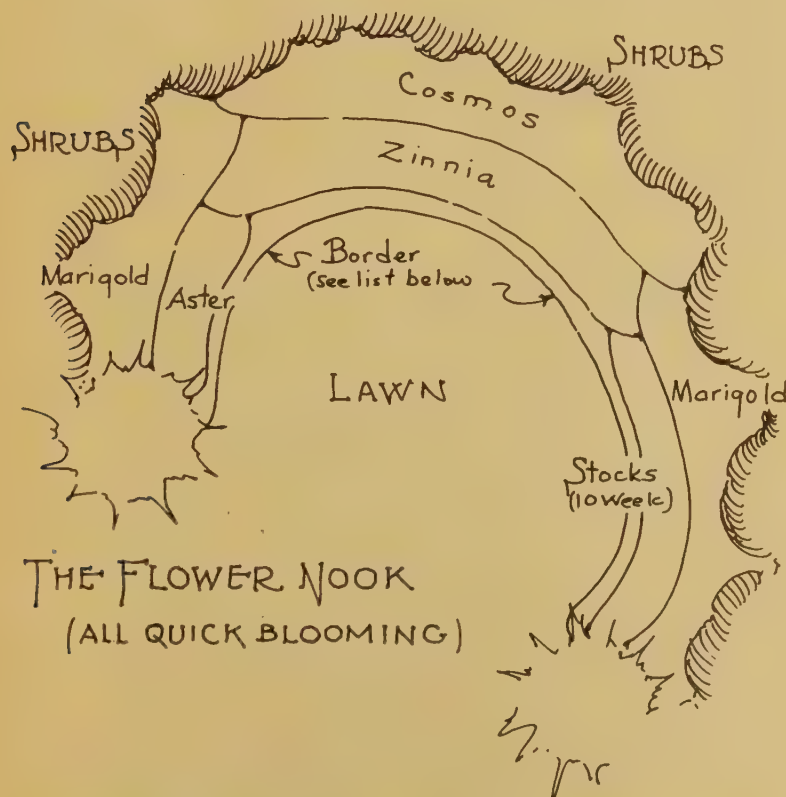 SHRUBS
Cosmos
SHRUBS
Zinnia
Marigold
Aster
Border
(see list below
LAWN
Marigold
Stocks
(10 week)
THE FLOWER NOOK
(ALL QUICK BLOOMING)